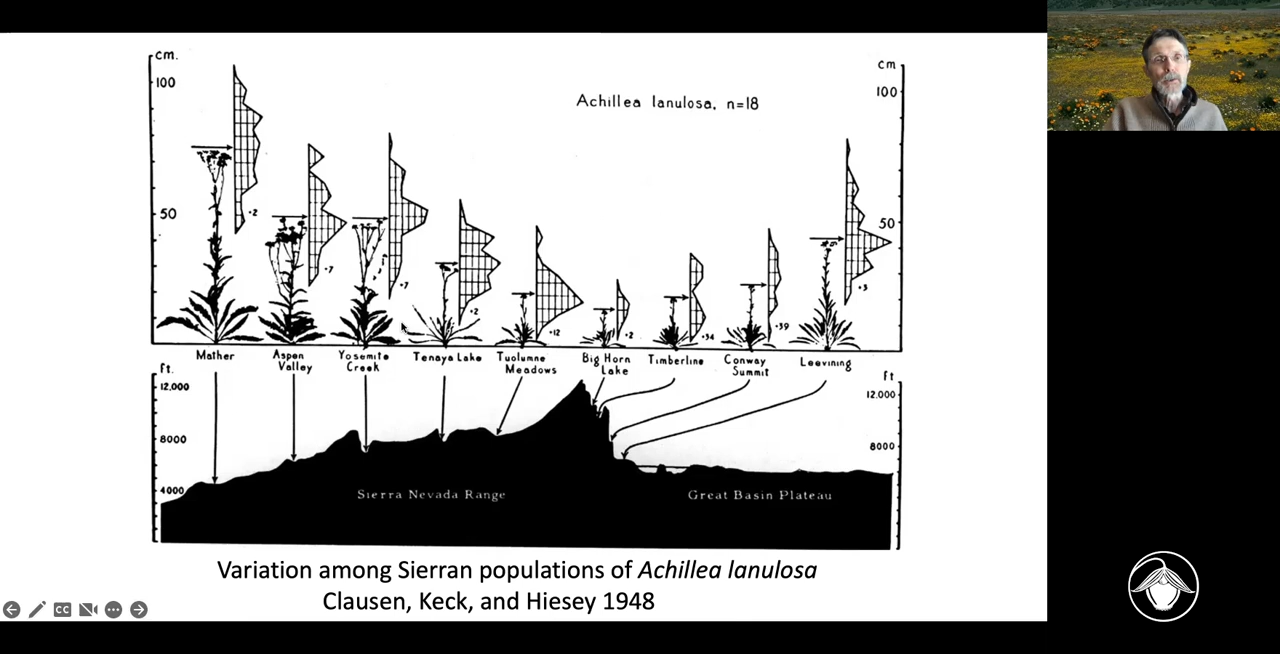 cm.
100
50
cm
100
50
Achillea lanulosa, n=18
+2
+7
+7
+2
+12
+2
+34
+39
+3
Mather
Aspen
Valley
Yosemite
Creek
Tenaya Lake
Tuolumne
Meadows
Big Horn
Lake
Timberline
Conway
Summit
Leevining
ft.
12,000
8000
4000
ft
12,000
8000
Sierra Nevada Range
Great Basin Plateau
Variation among Sierran populations of Achillea lanulosa
Clausen, Keck, and Hiesey 1948
CC